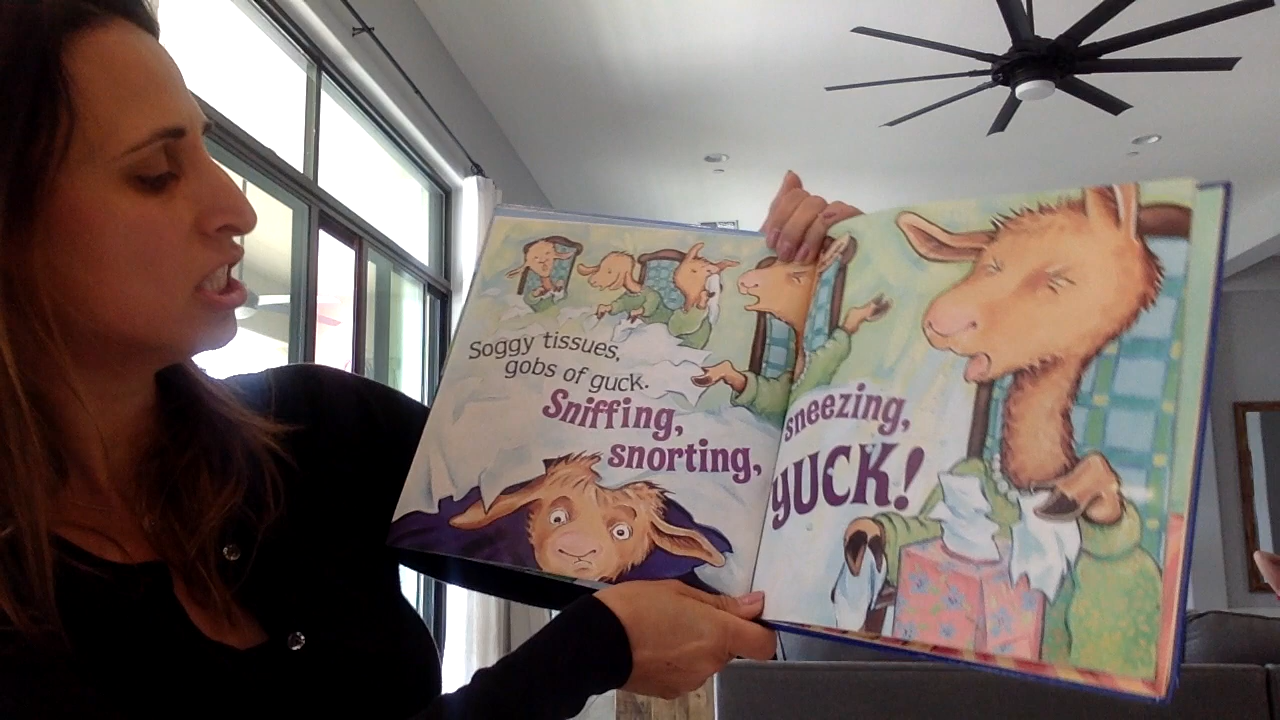 Soggy tissues,
gobs of guck.
Sniffing,
snorting,
sneezing,
YUCK!